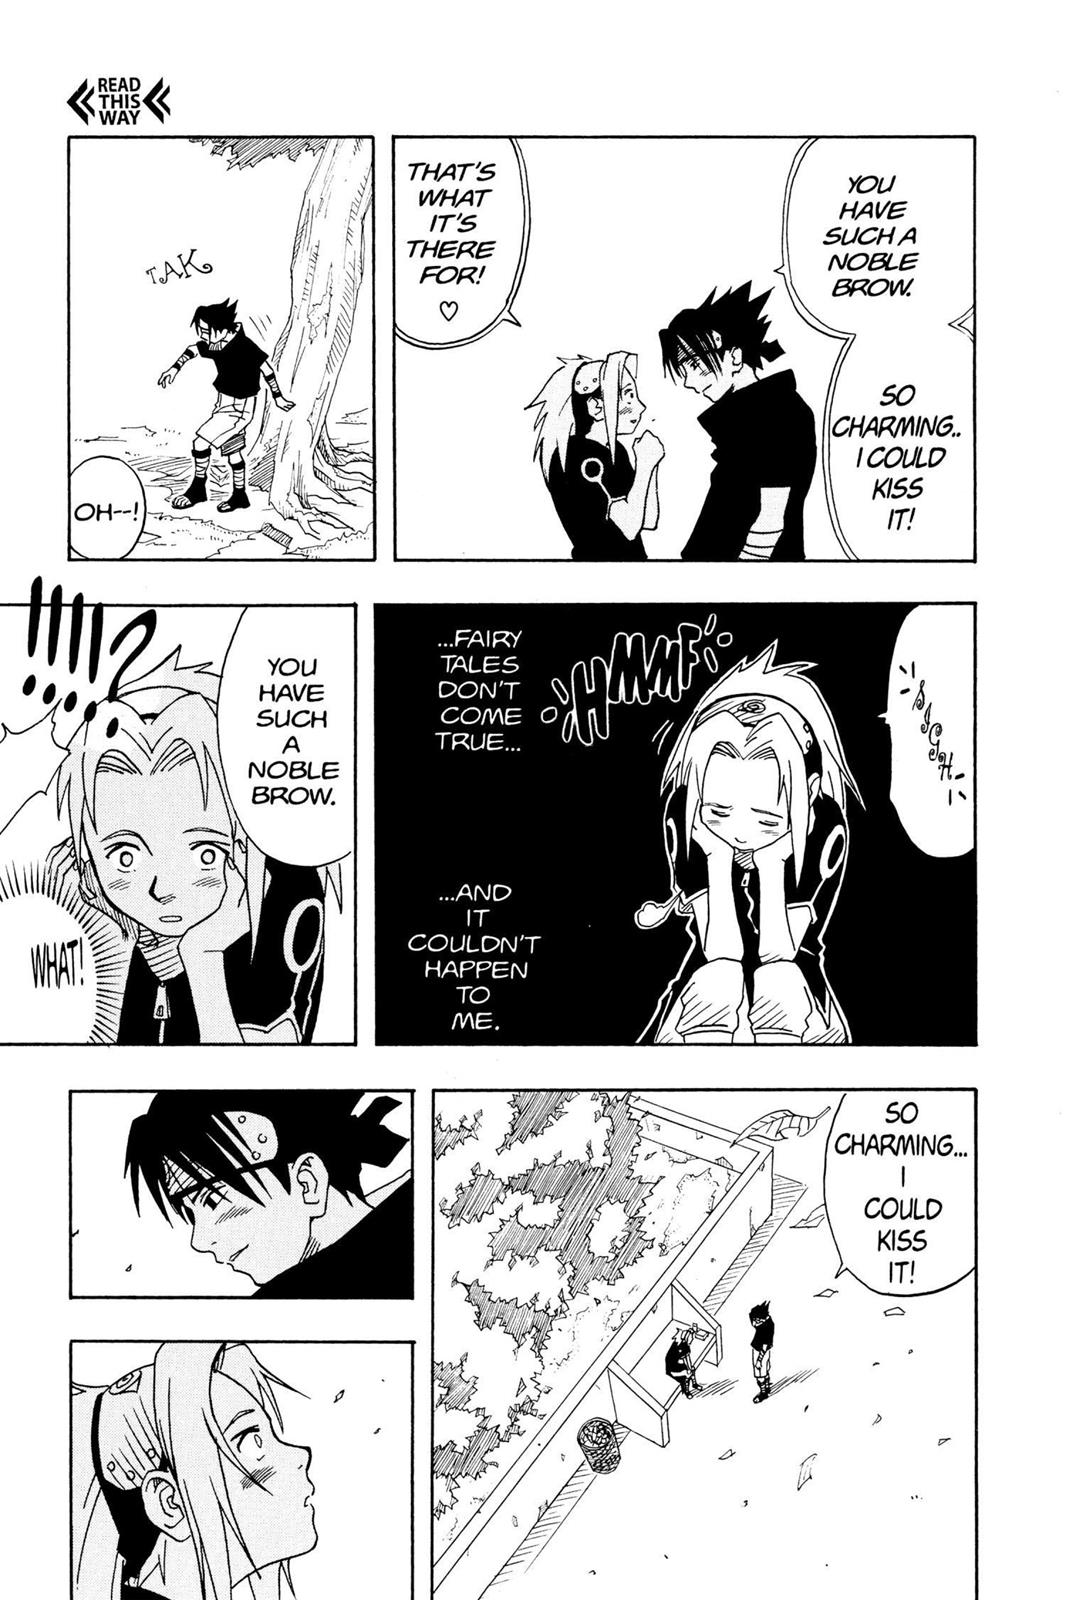 READ
THIS
WAY
YOU
HAVE
SUCH A
NOBLE
BROW.
SO
CHARMING..
I COULD
KISS
IT!
THAT'S
WHAT
IT'S
THERE
FOR!
♡
TAK
OH--!
SIGH
HMMF
...FAIRY
TALES
DON'T
COME
TRUE...
...AND
IT
COULDN'T
HAPPEN
TO
ME.
YOU
HAVE
SUCH
A
NOBLE
BROW.
!!!!?
WHAT!
SO
CHARMING...
I
COULD
KISS
IT!